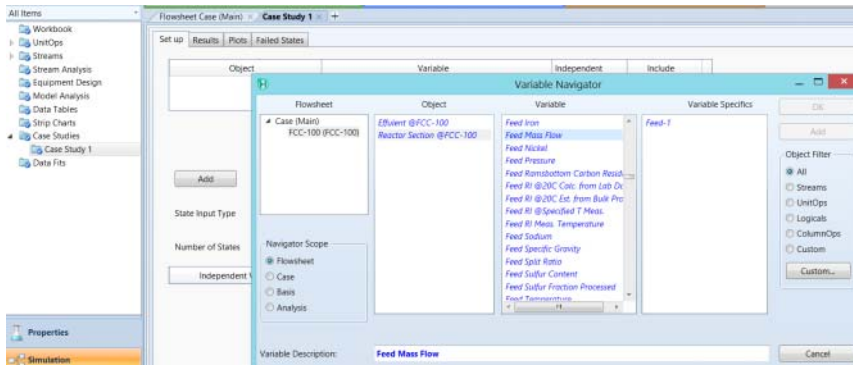 All Items
Workbook
UnitOps
Streams
Stream Analysis
Equipment Design
Model Analysis
Data Tables
Strip Charts
Case Studies
Case Study 1
Data Fits
Properties
Simulation
Flowsheet Case (Main) × Case Study 1 × +
Set up Results Plots Failed States
Object Variable Independent Include
Add
State Input Type
Number of States
Independent V
Variable Navigator
Flowsheet
Case (Main)
FCC-100 (FCC-100)
Navigator Scope
Flowsheet
Case
Basis
Analysis
Object
Effluent @FCC-100
Reactor Section @FCC-100
Variable
Feed Iron
Feed Mass Flow
Feed Nickel
Feed Pressure
Feed Ramsbottom Carbon Resid
Feed RI @20C Calc. from Lab Da
Feed RI @20C Est. from Bulk Pro
Feed RI @Specified T Meas.
Feed RI Meas. Temperature
Feed Sodium
Feed Specific Gravity
Feed Split Ratio
Feed Sulfur Content
Feed Sulfur Fraction Processed
Feed Temperature
Variable Specifics
Feed-1
OK
Add
Object Filter
All
Streams
UnitOps
Logicals
ColumnOps
Custom
Custom...
Variable Description: Feed Mass Flow
Cancel